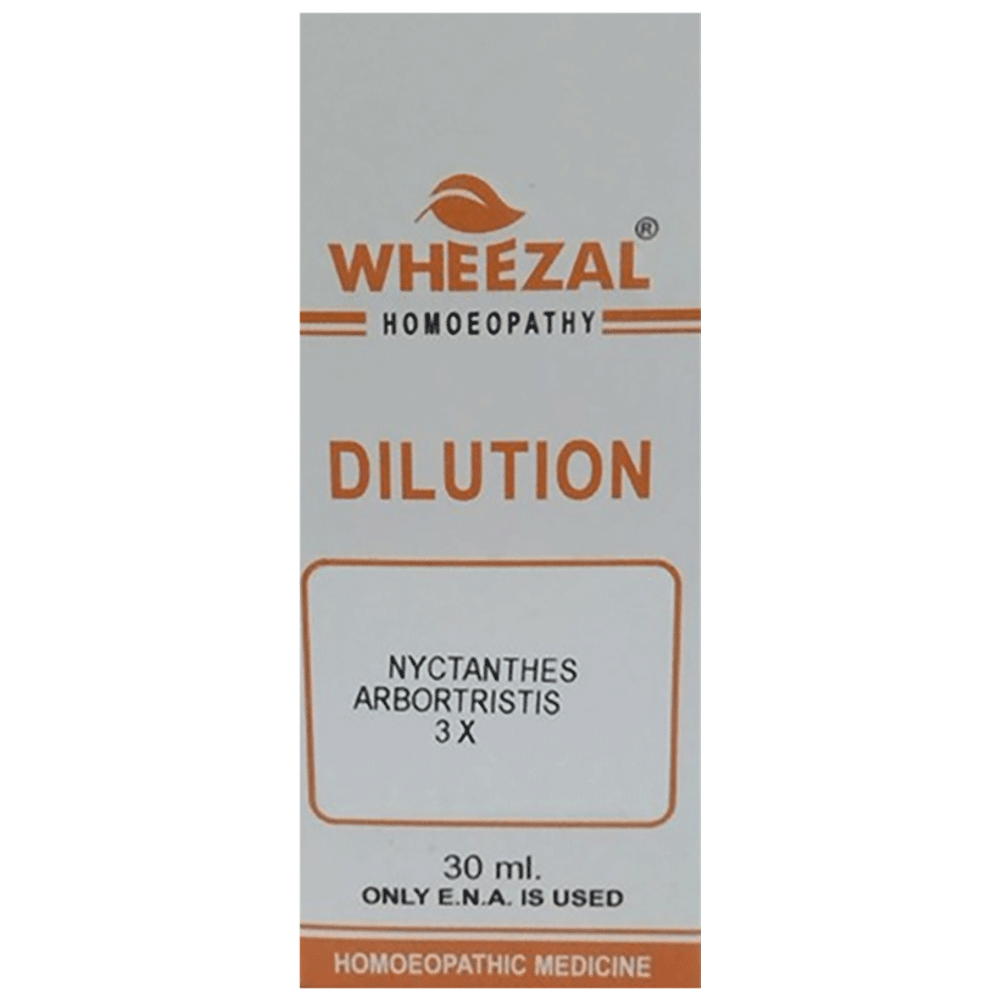 WHEEZAL®
HOMOEOPATHY
DILUTION
NYCTANTHES
ARBORTRISTIS
3 X
30 ml.
ONLY E.N.A. IS USED
HOMOEOPATHIC MEDICINE